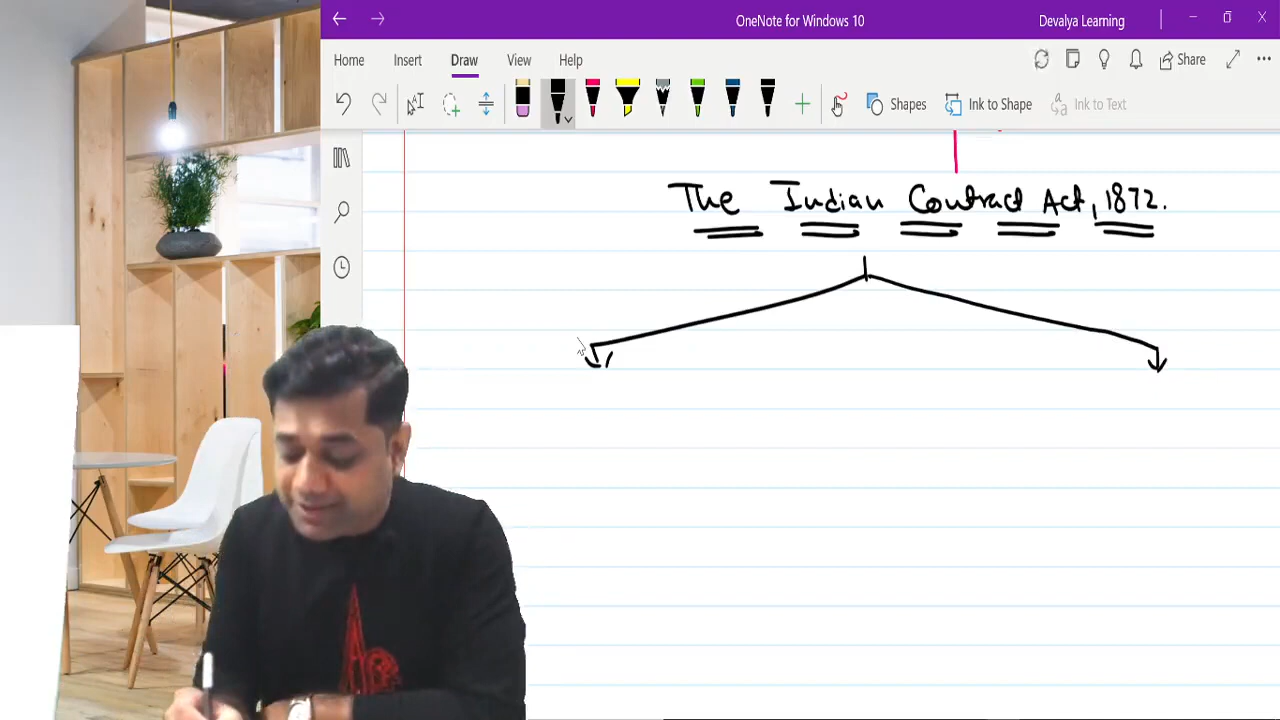 OneNote for Windows 10
Devalya Learning
Home Insert Draw View Help
Share
Shapes
Ink to Shape
Ink to Text
The Indian Contract Act, 1872.